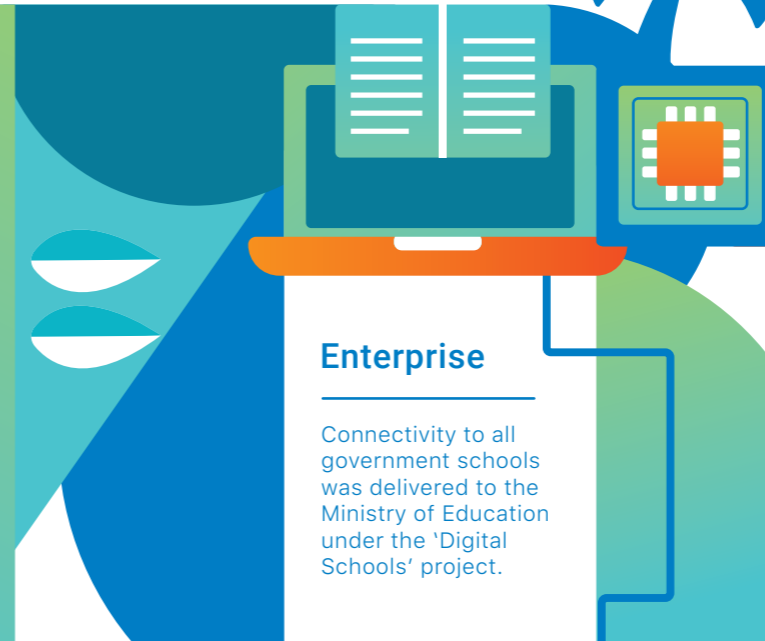 Enterprise
Connectivity to all
government schools
was delivered to the
Ministry of Education
under the ‘Digital
Schools’ project.